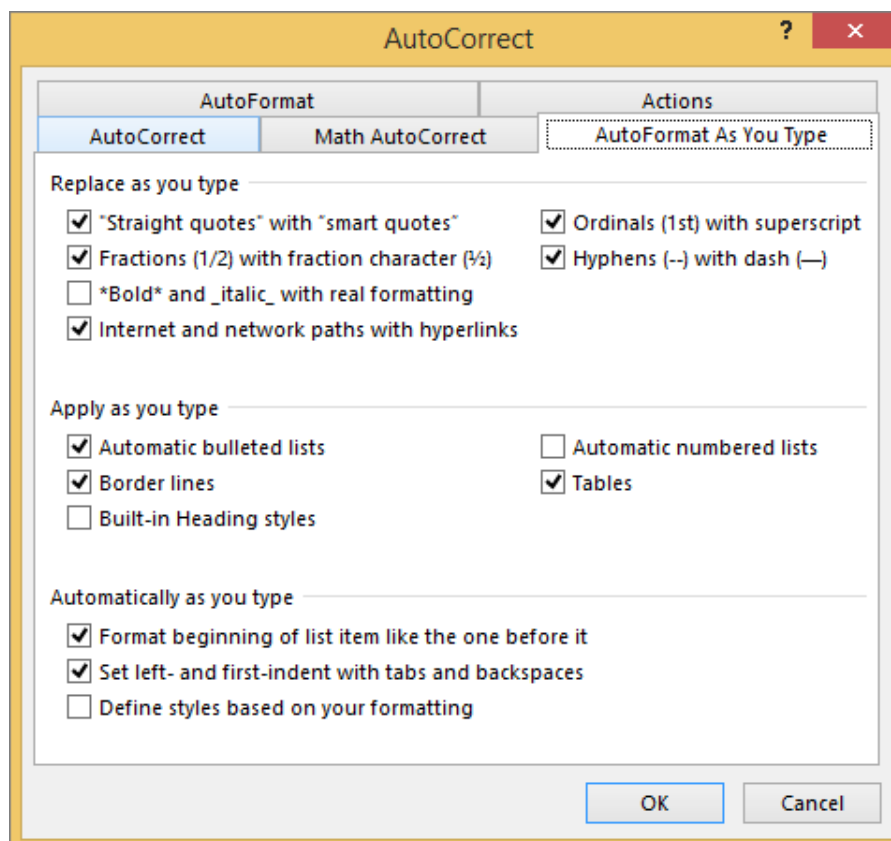 AutoCorrect ?
AutoFormat Actions
AutoCorrect Math AutoCorrect AutoFormat As You Type
Replace as you type
"Straight quotes" with “smart quotes” Ordinals (1st) with superscript
Fractions (1/2) with fraction character (½) Hyphens (--) with dash (—)
*Bold* and _italic_ with real formatting
Internet and network paths with hyperlinks
Apply as you type
Automatic bulleted lists Automatic numbered lists
Border lines Tables
Built-in Heading styles
Automatically as you type
Format beginning of list item like the one before it
Set left- and first-indent with tabs and backspaces
Define styles based on your formatting
OK Cancel